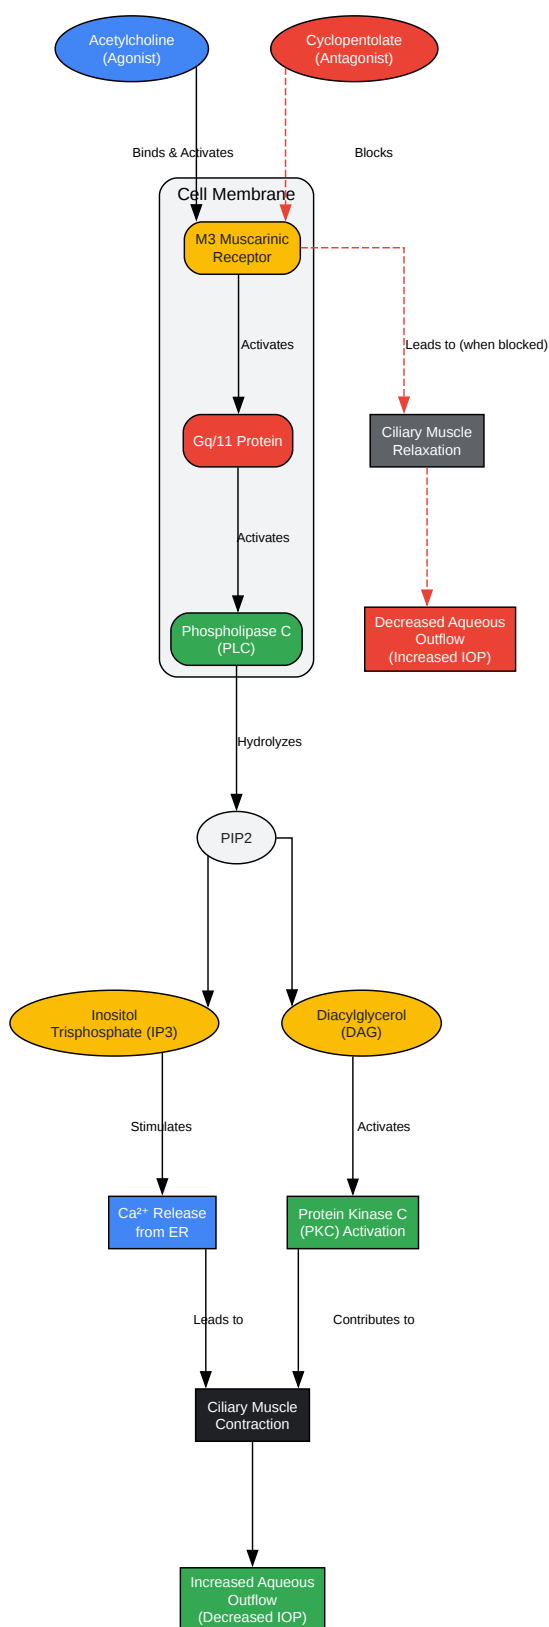 Acetylcholine
(Agonist)
Cyclopentolate
(Antagonist)
Binds & Activates
Blocks
Cell Membrane
M3 Muscarinic
Receptor
Activates
Leads to (when blocked)
Gq/11 Protein
Ciliary Muscle
Relaxation
Activates
Phospholipase C
(PLC)
Decreased Aqueous
Outflow
(Increased IOP)
Hydrolyzes
PIP2
Inositol
Trisphosphate (IP3)
Diacylglycerol
(DAG)
Stimulates
Activates
Ca²⁺ Release
from ER
Protein Kinase C
(PKC) Activation
Leads to
Contributes to
Ciliary Muscle
Contraction
Increased Aqueous
Outflow
(Decreased IOP)